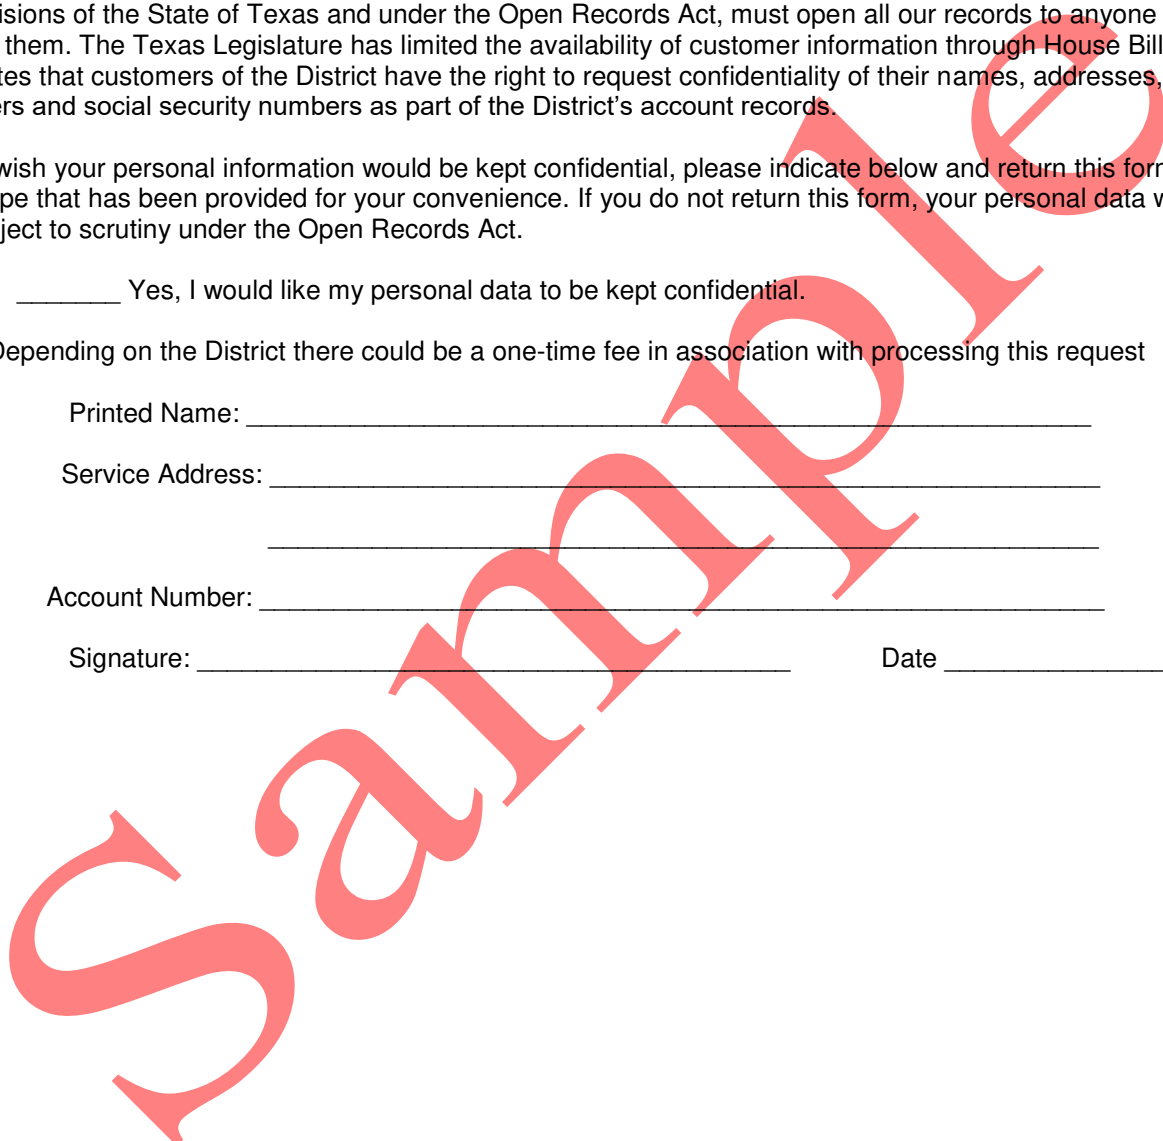 isions of the State of Texas and under the Open Records Act, must open all our records to anyone
them. The Texas Legislature has limited the availability of customer information through House Bill
tes that customers of the District have the right to request confidentiality of their names, addresses,
ers and social security numbers as part of the District’s account records.
wish your personal information would be kept confidential, please indicate below and return this form
pe that has been provided for your convenience. If you do not return this form, your personal data w
ject to scrutiny under the Open Records Act.
_______ Yes, I would like my personal data to be kept confidential.
Depending on the District there could be a one-time fee in association with processing this request
Printed Name: _________________________________________________________
Service Address: ________________________________________________________
________________________________________________________
Account Number: _________________________________________________________
Signature: ________________________________________ Date _______________
Sample